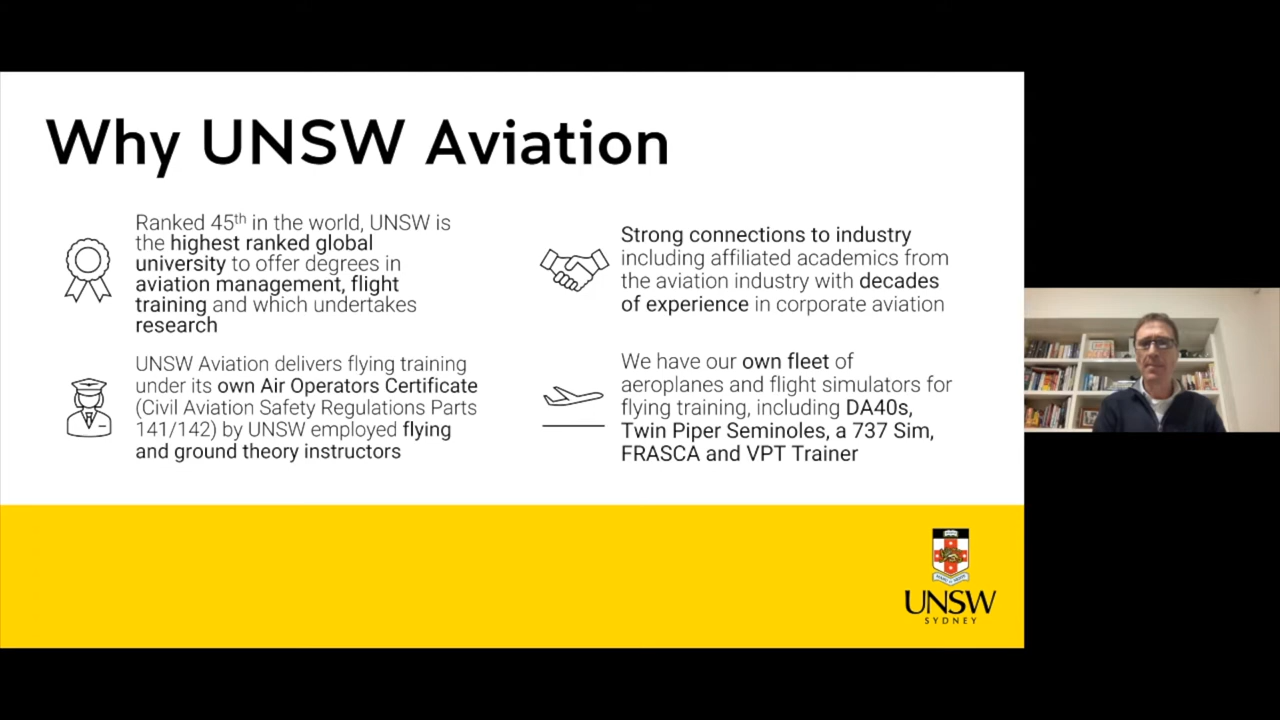 Why UNSW Aviation
Ranked 45th in the world, UNSW is
the highest ranked global
university to offer degrees in
aviation management, flight
training and which undertakes
research
Strong connections to industry
including affiliated academics from
the aviation industry with decades
of experience in corporate aviation
UNSW Aviation delivers flying training
under its own Air Operators Certificate
(Civil Aviation Safety Regulations Parts
141/142) by UNSW employed flying
and ground theory instructors
We have our own fleet of
aeroplanes and flight simulators for
flying training, including DA40s,
Twin Piper Seminoles, a 737 Sim,
FRASCA and VPT Trainer
UNSW
SYDNEY